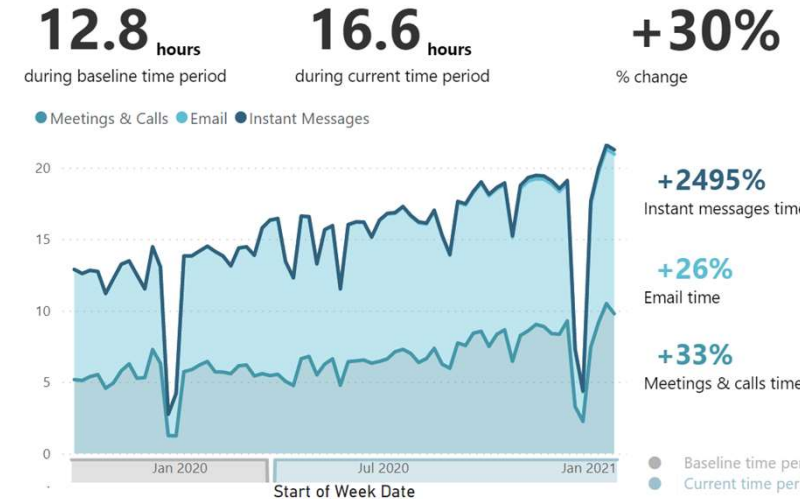 12.8 hours 16.6 hours +30%
during baseline time period during current time period % change
Meetings & Calls Email Instant Messages
20
15
10
5
0
+2495%
Instant messages time
+26%
Email time
+33%
Meetings & calls time
Jan 2020 Jul 2020 Jan 2021
Start of Week Date
Baseline time per
Current time per